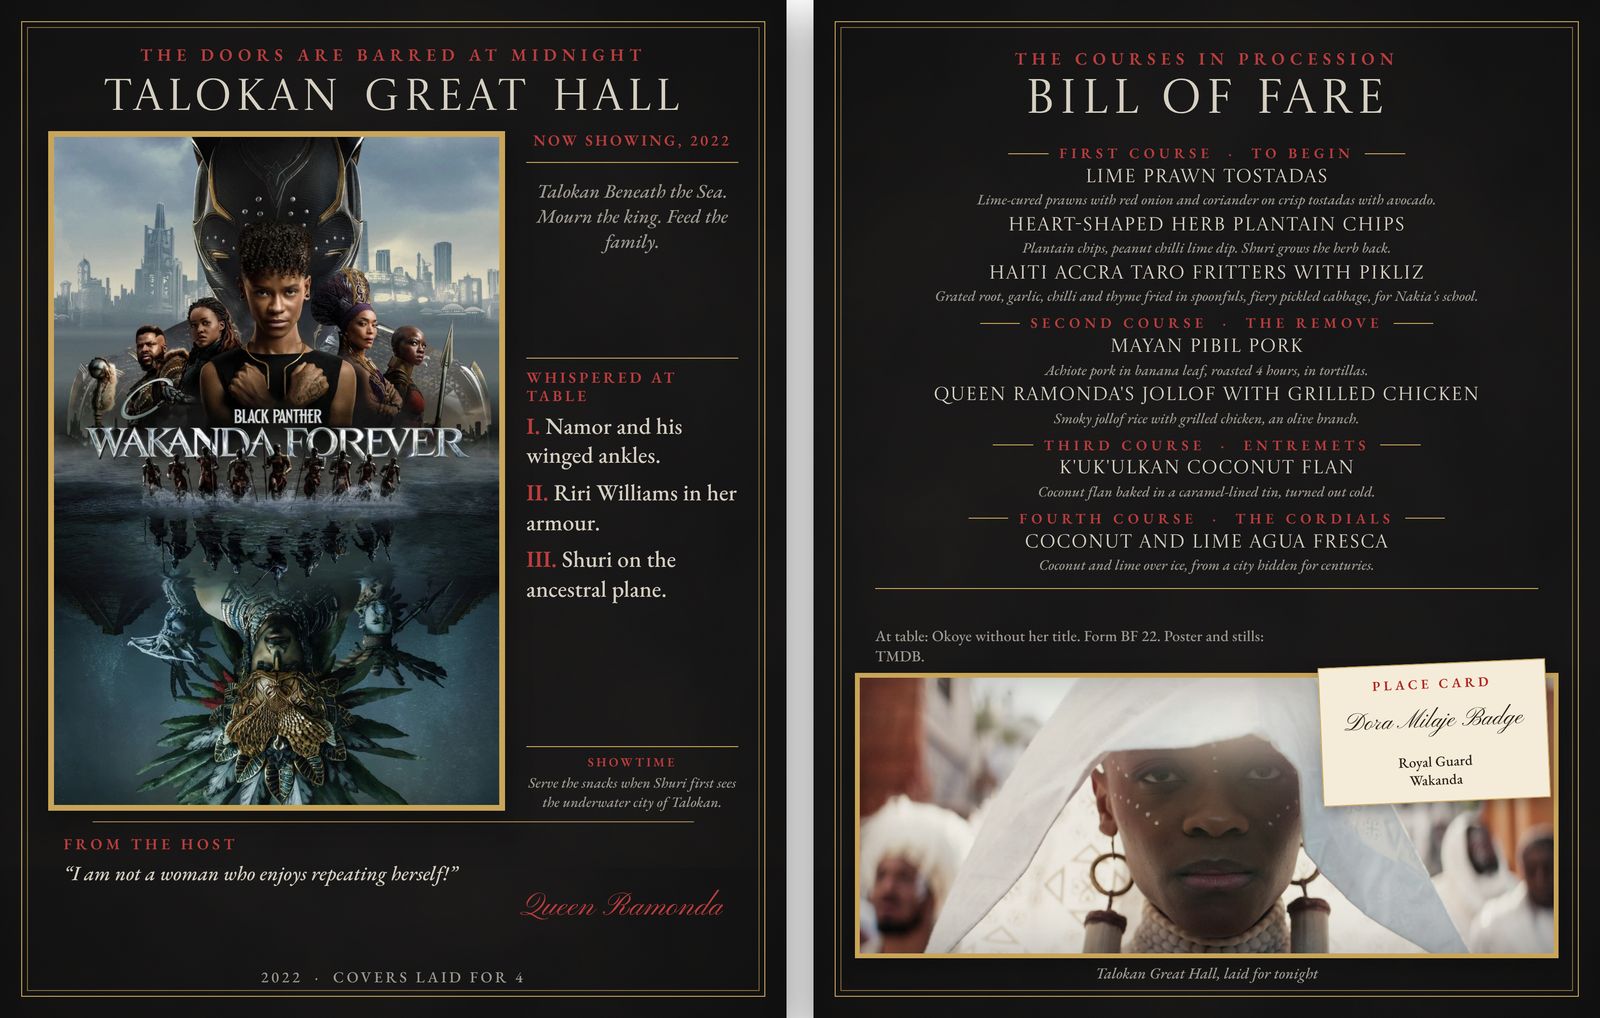 THE DOORS ARE BARRED AT MIDNIGHT
TALOKAN GREAT HALL
BLACK PANTHER
WAKANDA FOREVER
NOW SHOWING, 2022
Talokan Beneath the Sea.
Mourn the king. Feed the
family.
WHISPERED AT
TABLE
I. Namor and his
winged ankles.
II. Riri Williams in her
armour.
III. Shuri on the
ancestral plane.
SHOWTIME
Serve the snacks when Shuri first sees
the underwater city of Talokan.
FROM THE HOST
“I am not a woman who enjoys repeating herself!”
Queen Ramonda
2022 · COVERS LAID FOR 4
THE COURSES IN PROCESSION
BILL OF FARE
FIRST COURSE · TO BEGIN
LIME PRAWN TOSTADAS
Lime-cured prawns with red onion and coriander on crisp tostadas with avocado.
HEART-SHAPED HERB PLANTAIN CHIPS
Plantain chips, peanut chilli lime dip. Shuri grows the herb back.
HAITI ACCRA TARO FRITTERS WITH PIKLIZ
Grated root, garlic, chilli and thyme fried in spoonfuls, fiery pickled cabbage, for Nakia's school.
SECOND COURSE · THE REMOVE
MAYAN PIBIL PORK
Achiote pork in banana leaf, roasted 4 hours, in tortillas.
QUEEN RAMONDA'S JOLLOF WITH GRILLED CHICKEN
Smoky jollof rice with grilled chicken, an olive branch.
THIRD COURSE · ENTREMETS
K'UK'ULKAN COCONUT FLAN
Coconut flan baked in a caramel-lined tin, turned out cold.
FOURTH COURSE · THE CORDIALS
COCONUT AND LIME AGUA FRESCA
Coconut and lime over ice, from a city hidden for centuries.
At table: Okoye without her title. Form BF 22. Poster and stills:
TMDB.
PLACE CARD
Dora Milaje Badge
Royal Guard
Wakanda
Talokan Great Hall, laid for tonight